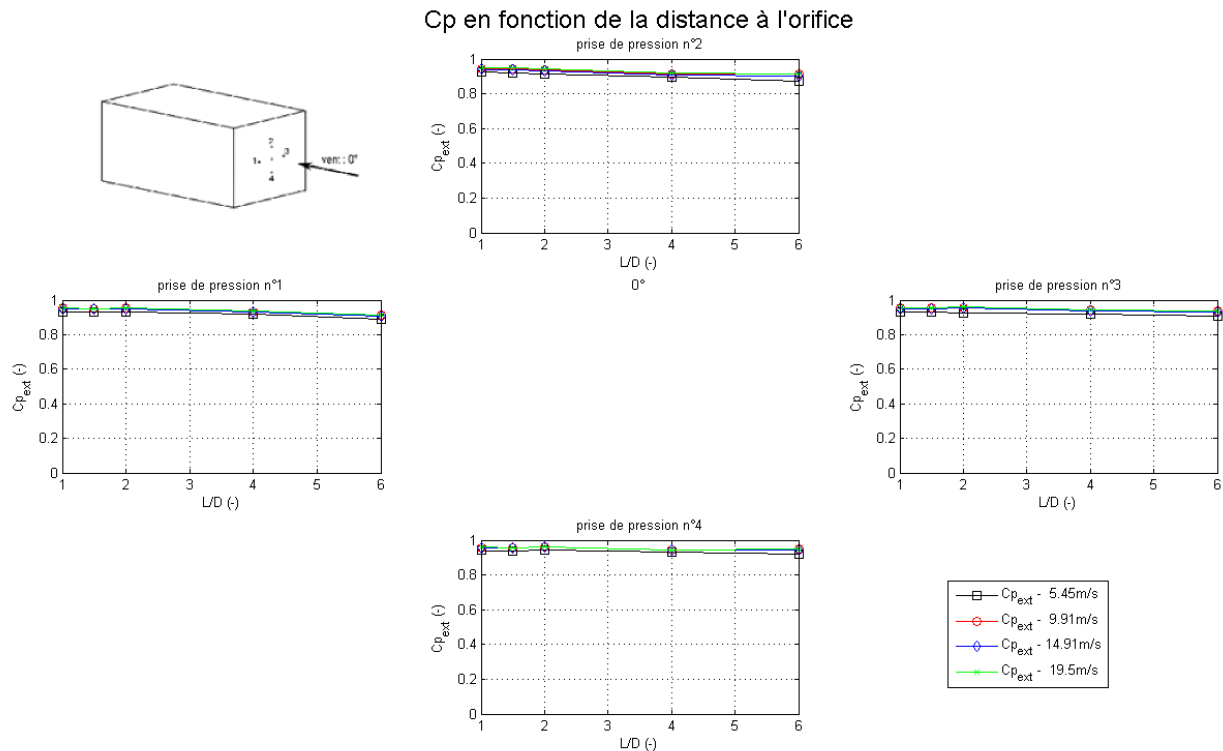 Cp en fonction de la distance à l'orifice
prise de pression n°2
1
0.8
0.6
0.4
0.2
0
Cp_ext (-)
1 2 3 4 5 6
L/D (-)
2
1
3
4
vent : 0°
0°
prise de pression n°1
1
0.8
0.6
0.4
0.2
0
Cp_ext (-)
1 2 3 4 5 6
L/D (-)
prise de pression n°3
1
0.8
0.6
0.4
0.2
0
Cp_ext (-)
1 2 3 4 5 6
L/D (-)
prise de pression n°4
1
0.8
0.6
0.4
0.2
0
Cp_ext (-)
1 2 3 4 5 6
L/D (-)
Cp_ext - 5.45m/s
Cp_ext - 9.91m/s
Cp_ext - 14.91m/s
Cp_ext - 19.5m/s